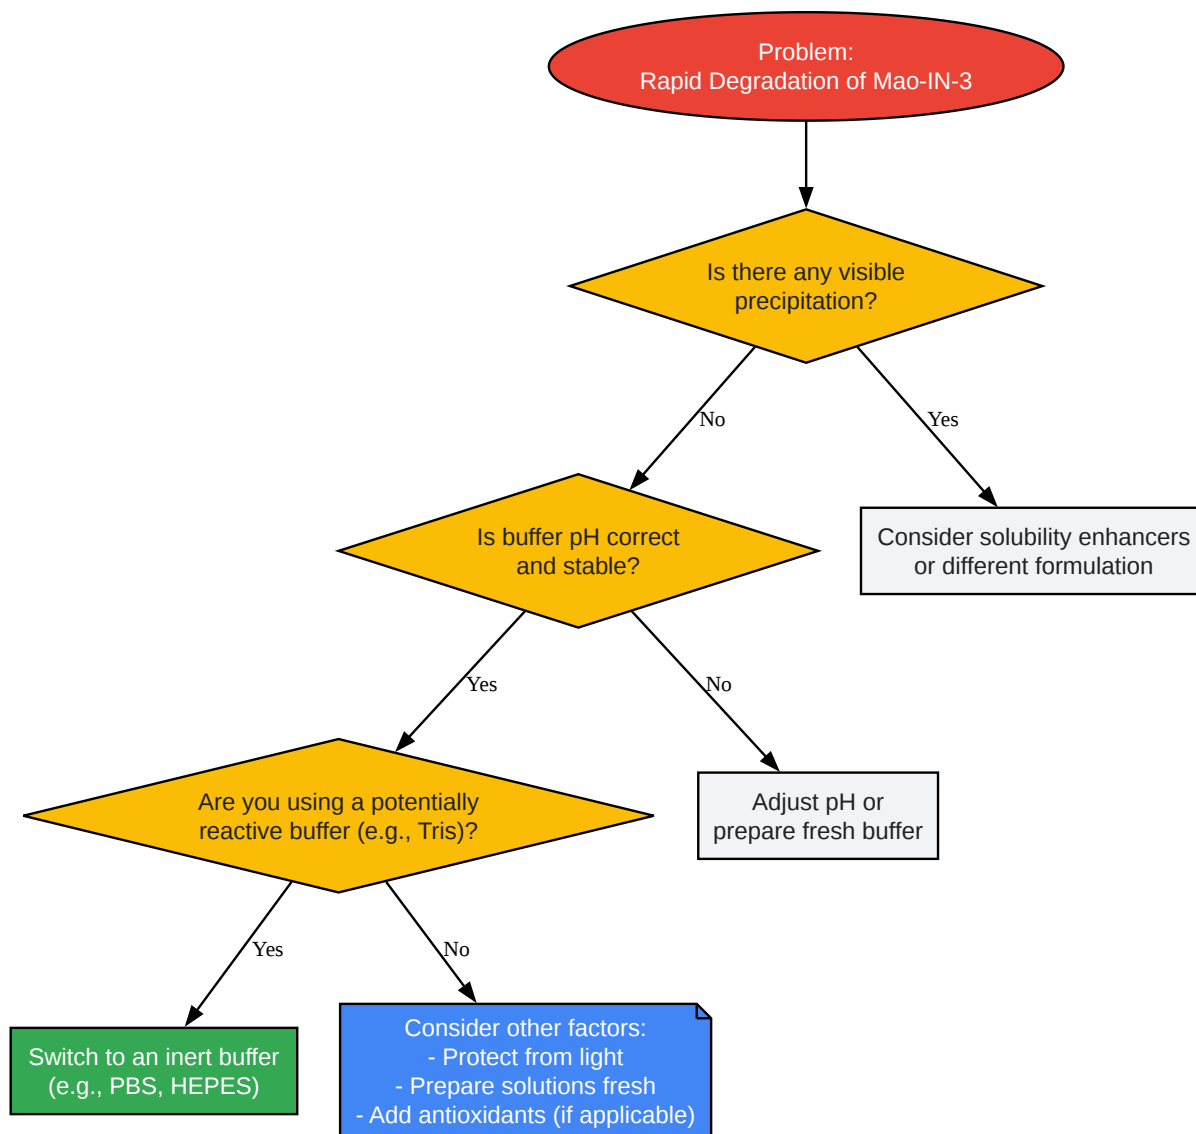 Problem:
Rapid Degradation of Mao-IN-3
Is there any visible
precipitation?
No
Yes
Is buffer pH correct
and stable?
Consider solubility enhancers
or different formulation
Yes
No
Are you using a potentially
reactive buffer (e.g., Tris)?
Adjust pH or
prepare fresh buffer
Yes
No
Switch to an inert buffer
(e.g., PBS, HEPES)
Consider other factors:
- Protect from light
- Prepare solutions fresh
- Add antioxidants (if applicable)